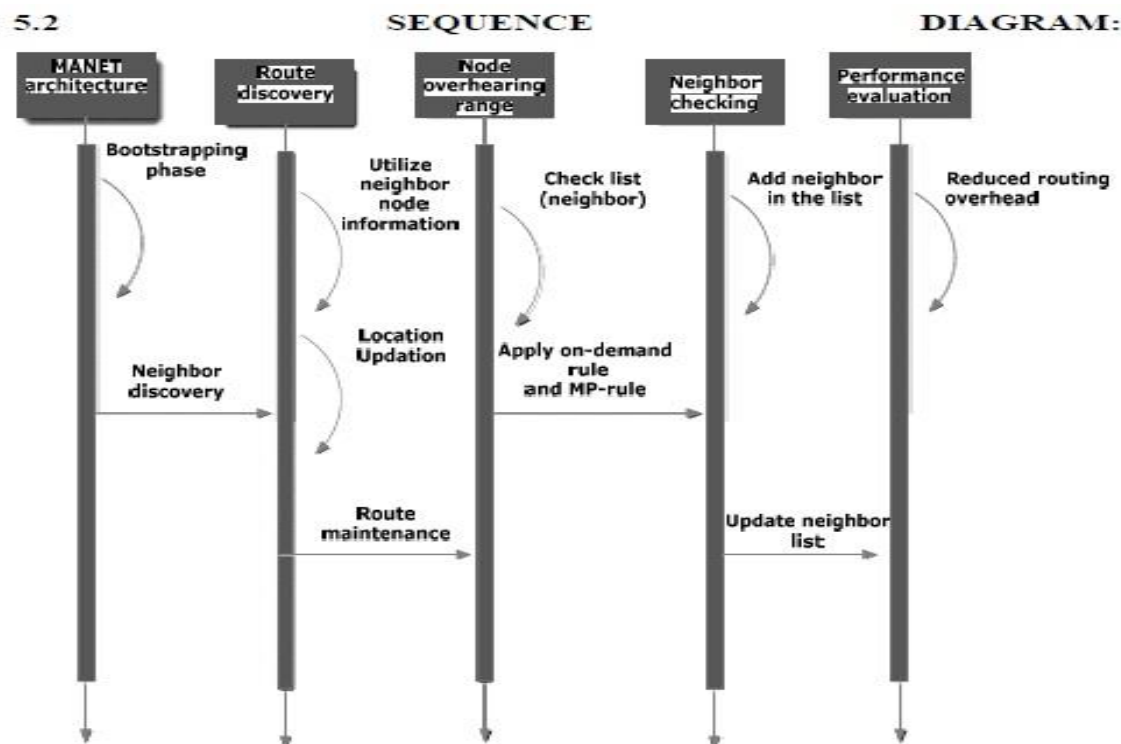 5.2 SEQUENCE DIAGRAM:
MANET
architecture
Route
discovery
Node
overhearing
range
Neighbor
checking
Performance
evaluation
Bootstrapping
phase
Utilize
neighbor
node
information
Check list
(neighbor)
Add neighbor
in the list
Reduced routing
overhead
Location
Updation
Neighbor
discovery
Apply on-demand
rule
and MP-rule
Route
maintenance
Update neighbor
list